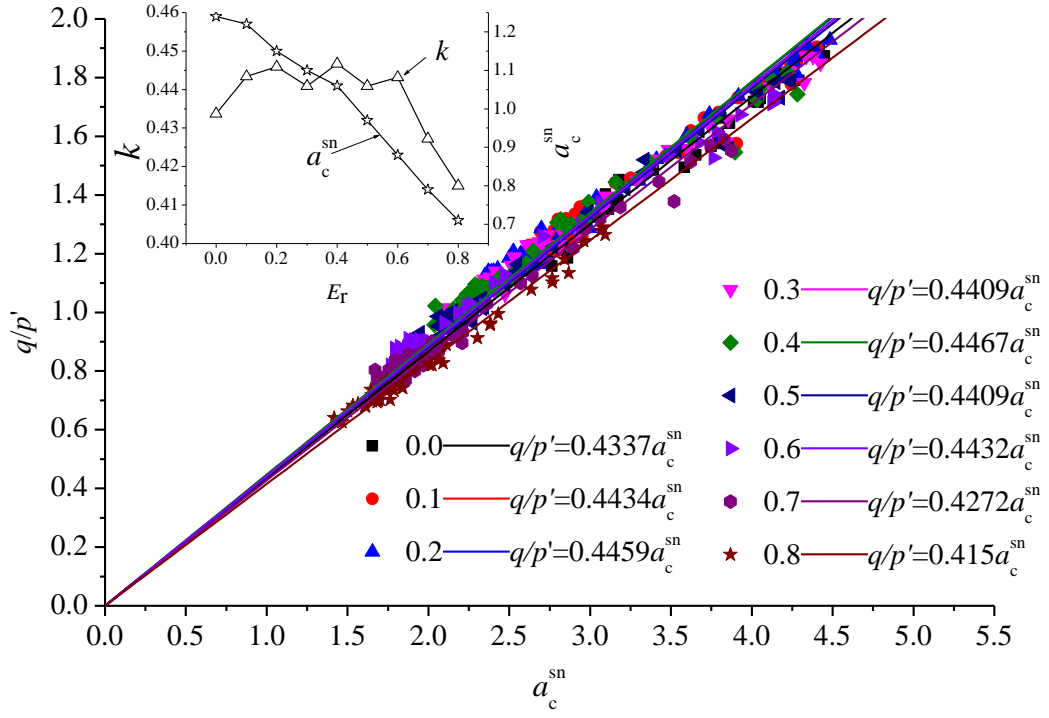 2.0
1.8
1.6
1.4
1.2
1.0
0.8
0.6
0.4
0.2
0.0
q/p'
0.0 0.5 1.0 1.5 2.0 2.5 3.0 3.5 4.0 4.5 5.0 5.5
a_c^sn
0.46
0.45
0.44
0.43
0.42
0.41
0.40
k
0.0 0.2 0.4 0.6 0.8
E_r
1.2
1.1
1.0
0.9
0.8
0.7
a_c^sn
k
a_c^sn
0.0 q/p'=0.4337a_c^sn
0.1 q/p'=0.4434a_c^sn
0.2 q/p'=0.4459a_c^sn
0.3 q/p'=0.4409a_c^sn
0.4 q/p'=0.4467a_c^sn
0.5 q/p'=0.4409a_c^sn
0.6 q/p'=0.4432a_c^sn
0.7 q/p'=0.4272a_c^sn
0.8 q/p'=0.415a_c^sn